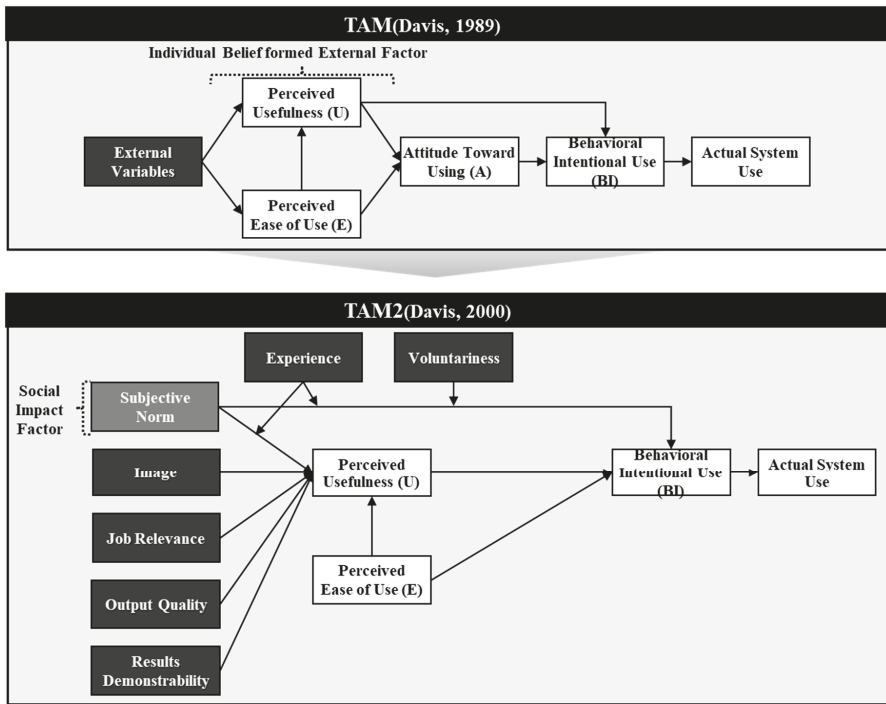 TAM(Davis, 1989)
Individual Belief formed External Factor
Perceived
Usefulness (U)
External
Variables
Attitude Toward
Using (A)
Behavioral
Intentional Use
(BI)
Actual System
Use
Perceived
Ease of Use (E)
TAM2(Davis, 2000)
Experience
Voluntariness
Social
Impact
Factor
Subjective
Norm
Image
Perceived
Usefulness (U)
Behavioral
Intentional Use
(BI)
Actual System
Use
Job Relevance
Perceived
Ease of Use (E)
Output Quality
Results
Demonstrability